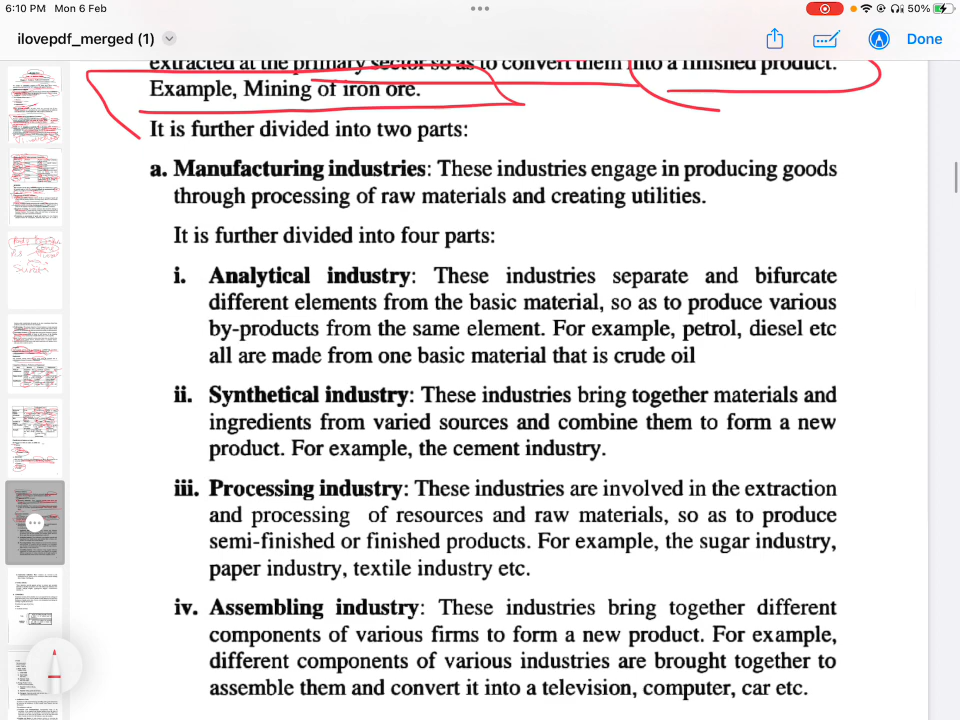 6:10 PM Mon 6 Feb
50%
ilovepdf_merged (1)
Done
extracted at the primary sector so as to convert them into a finished product.
Example, Mining of iron ore.
It is further divided into two parts:
a. Manufacturing industries: These industries engage in producing goods
through processing of raw materials and creating utilities.
It is further divided into four parts:
i. Analytical industry: These industries separate and bifurcate
different elements from the basic material, so as to produce various
by-products from the same element. For example, petrol, diesel etc
all are made from one basic material that is crude oil
ii. Synthetical industry: These industries bring together materials and
ingredients from varied sources and combine them to form a new
product. For example, the cement industry.
iii. Processing industry: These industries are involved in the extraction
and processing of resources and raw materials, so as to produce
semi-finished or finished products. For example, the sugar industry,
paper industry, textile industry etc.
iv. Assembling industry: These industries bring together different
components of various firms to form a new product. For example,
different components of various industries are brought together to
assemble them and convert it into a television, computer, car etc.